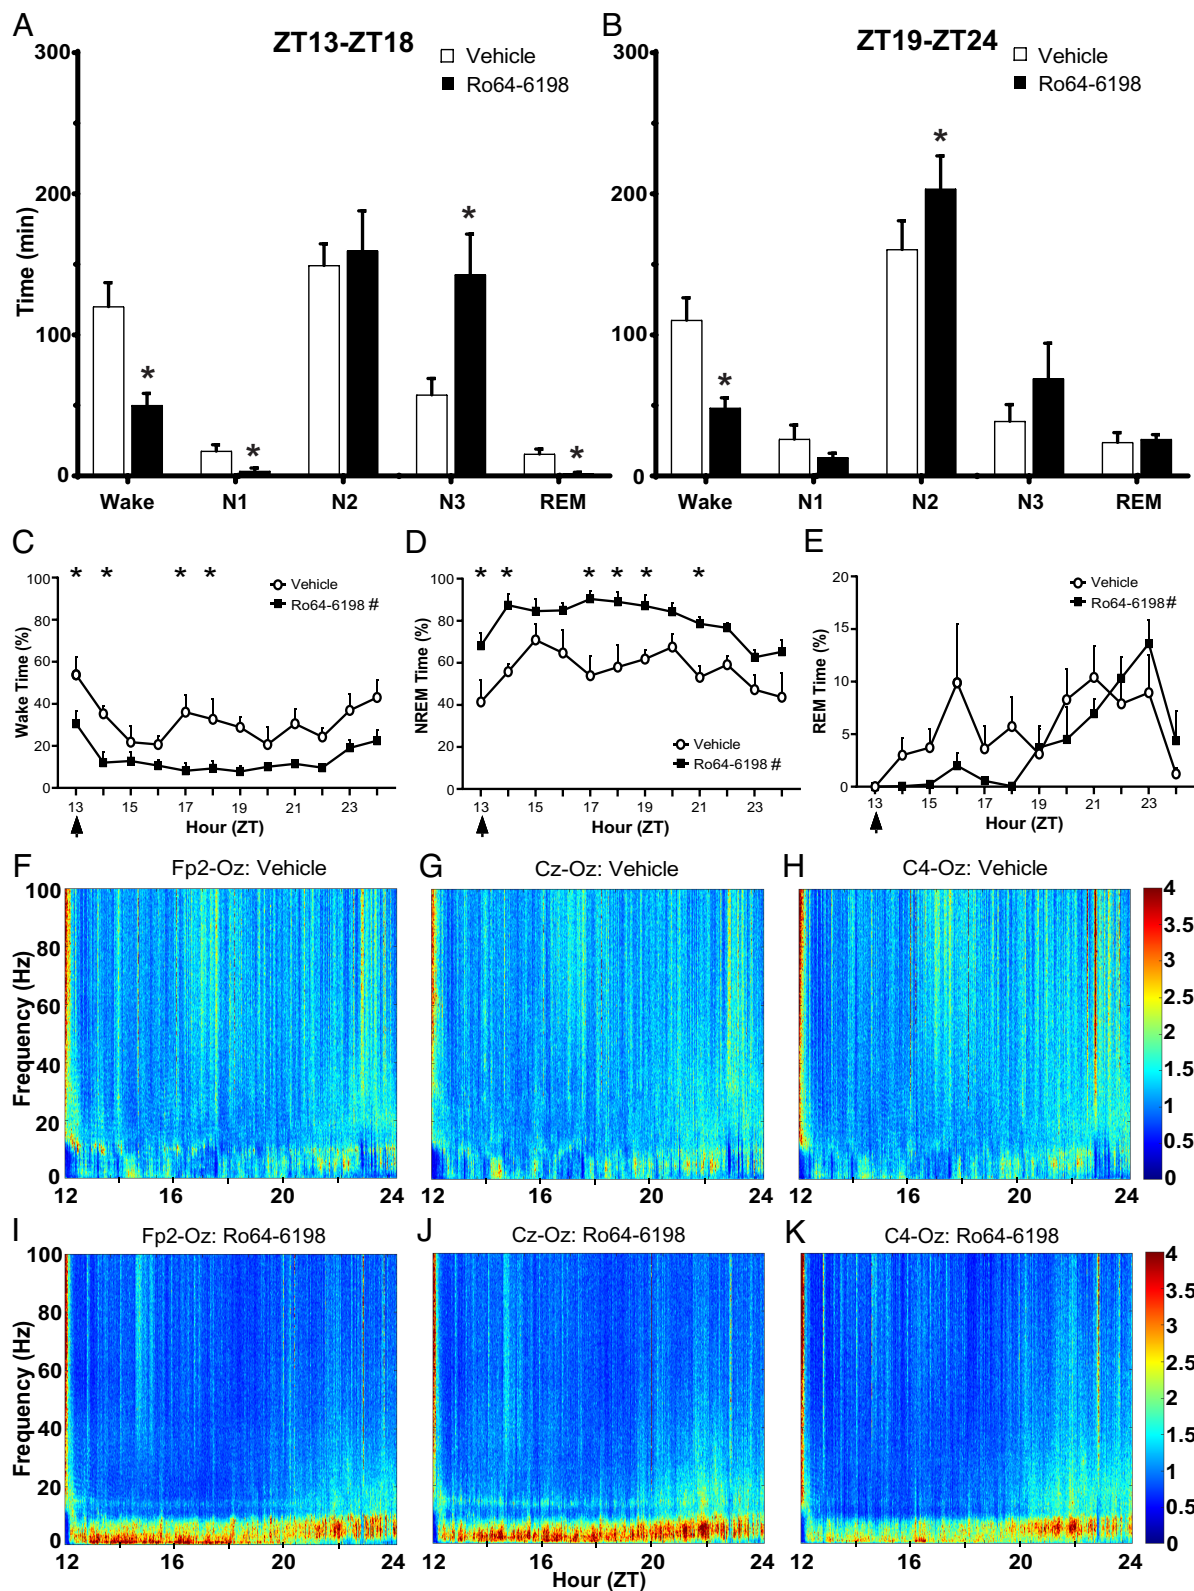 A
ZT13-ZT18
Vehicle
Ro64-6198
B
ZT19-ZT24
Vehicle
Ro64-6198
Time (min)
300
200
100
0
*
*
*
*
Wake N1 N2 N3 REM
300
200
100
0
*
*
Wake N1 N2 N3 REM
C
* * * *
Vehicle
Ro64-6198 #
Wake Time (%)
100
80
60
40
20
0
13 15 17 19 21 23
Hour (ZT)
D
* * * * * *
NREM Time (%)
100
80
60
40
20
0
Vehicle
Ro64-6198 #
13 15 17 19 21 23
Hour (ZT)
E
Vehicle
Ro64-6198 #
REM Time (%)
20
15
10
5
0
13 15 17 19 21 23
Hour (ZT)
F
Fp2-Oz: Vehicle
G
Cz-Oz: Vehicle
H
C4-Oz: Vehicle
Frequency (Hz)
100
80
60
40
20
0
12 16 20 24
12 16 20 24
12 16 20 24
4
3.5
3
2.5
2
1.5
1
0.5
0
I
Fp2-Oz: Ro64-6198
J
Cz-Oz: Ro64-6198
K
C4-Oz: Ro64-6198
Frequency (Hz)
100
80
60
40
20
0
12 16 20 24
12 16 20 24
12 16 20 24
4
3.5
3
2.5
2
1.5
1
0.5
0
Hour (ZT)